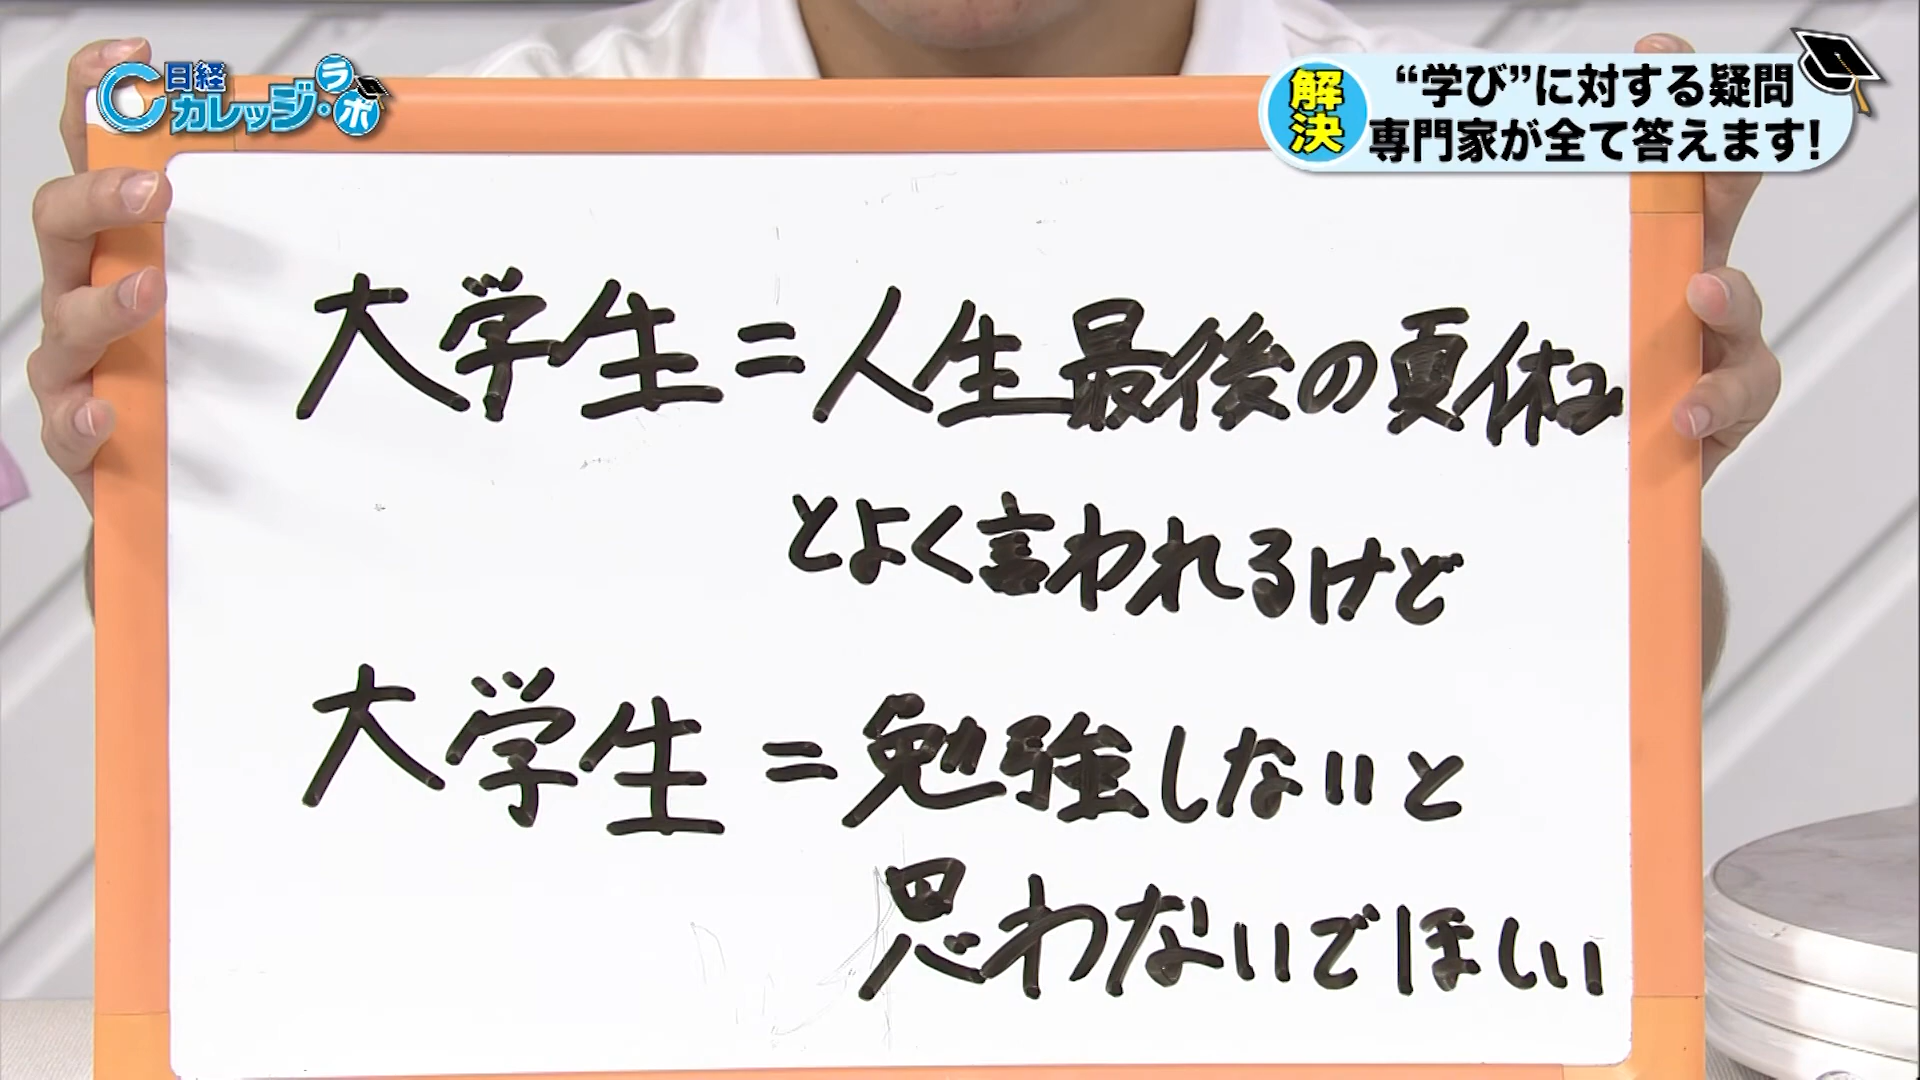 日経
カレッジ・ラボ
解決
“学び”に対する疑問
専門家が全て答えます!
大学生=人生最後の夏休み
とよく言われるけど
大学生=勉強しないと
思わないでほしい